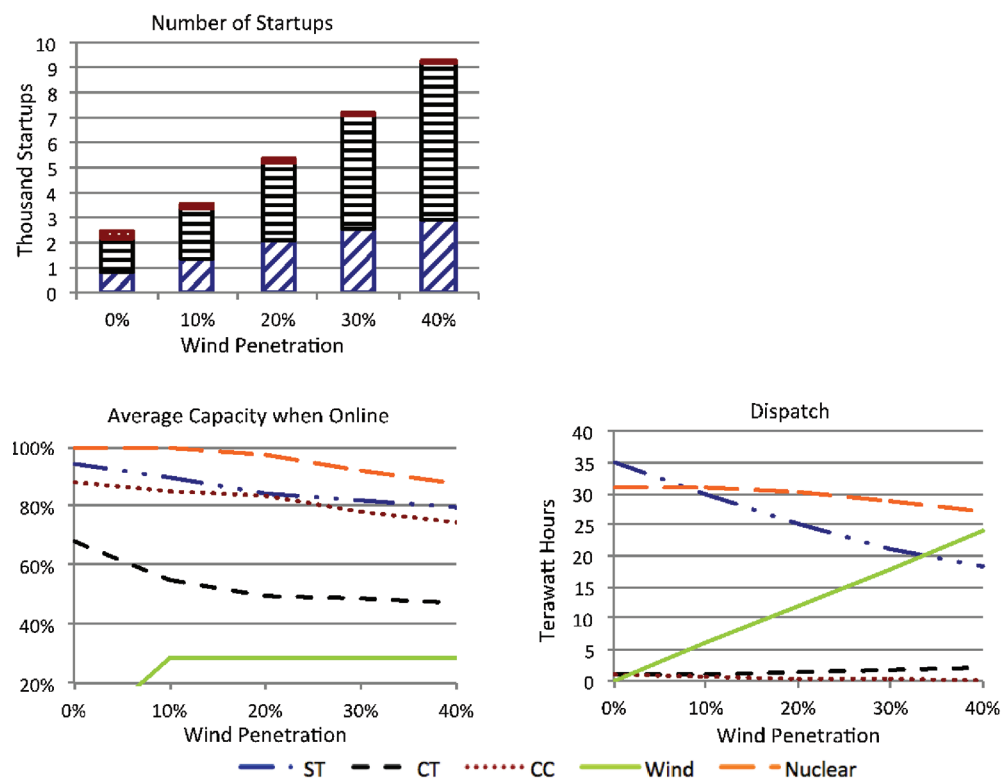 Number of Startups
Thousand Startups
10
9
8
7
6
5
4
3
2
1
0
0% 10% 20% 30% 40%
Wind Penetration
Average Capacity when Online
100%
80%
60%
40%
20%
0% 10% 20% 30% 40%
Wind Penetration
Dispatch
Terawatt Hours
40
35
30
25
20
15
10
5
0
0% 10% 20% 30% 40%
Wind Penetration
ST CT CC Wind Nuclear